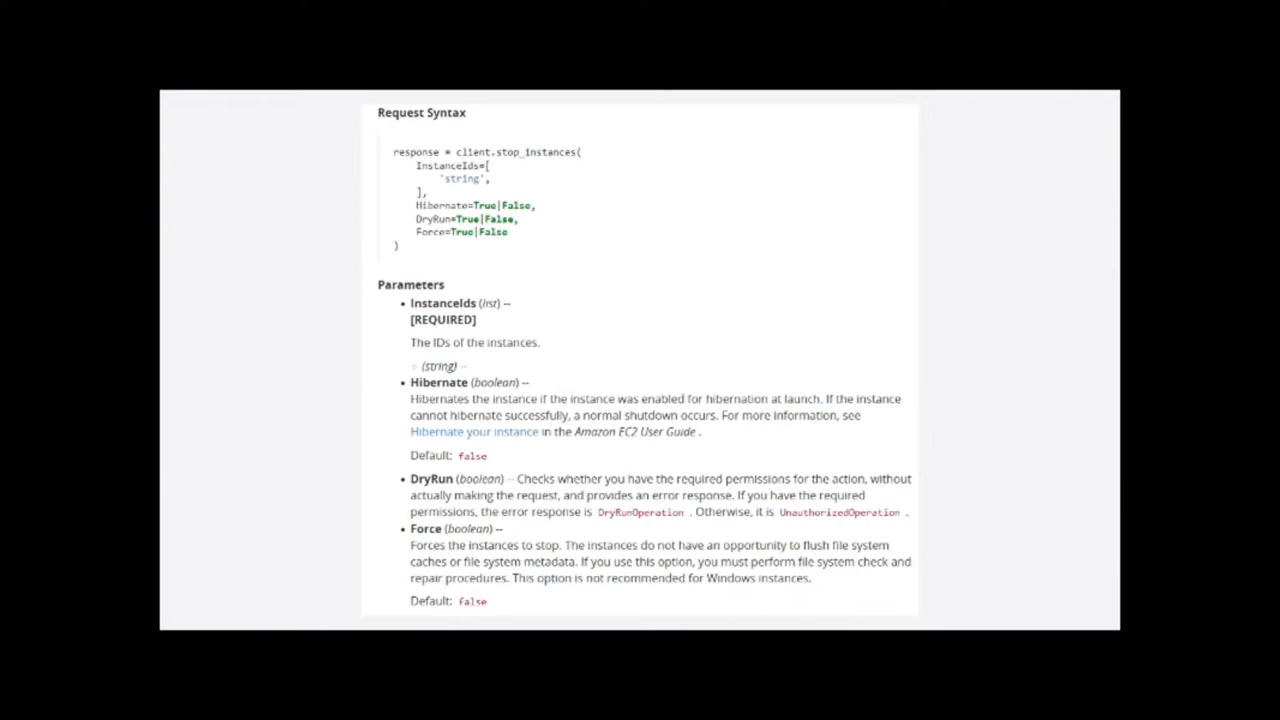 Request Syntax
response = client.stop_instances(
InstanceIds=[
'string',
],
Hibernate=True|False,
DryRun=True|False,
Force=True|False
)
Parameters
• InstanceIds (list) --
[REQUIRED]
The IDs of the instances.
○ (string) --
• Hibernate (boolean) --
Hibernates the instance if the instance was enabled for hibernation at launch. If the instance
cannot hibernate successfully, a normal shutdown occurs. For more information, see
Hibernate your instance in the Amazon EC2 User Guide .
Default: false
• DryRun (boolean) -- Checks whether you have the required permissions for the action, without
actually making the request, and provides an error response. If you have the required
permissions, the error response is DryRunOperation . Otherwise, it is UnauthorizedOperation .
• Force (boolean) --
Forces the instances to stop. The instances do not have an opportunity to flush file system
caches or file system metadata. If you use this option, you must perform file system check and
repair procedures. This option is not recommended for Windows instances.
Default: false